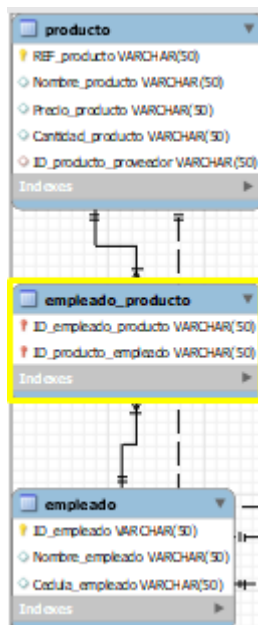 producto
REF_producto VARCHAR(50)
Nombre_producto VARCHAR(50)
Precio_producto VARCHAR(50)
Cantidad_producto VARCHAR(50)
ID_producto_proveedor VARCHAR(50)
Indexes
empleado_producto
ID_empleado_producto VARCHAR(50)
ID_producto_empleado VARCHAR(50)
Indexes
empleado
ID_empleado VARCHAR(50)
Nombre_empleado VARCHAR(50)
Cedula_empleado VARCHAR(50)
Indexes